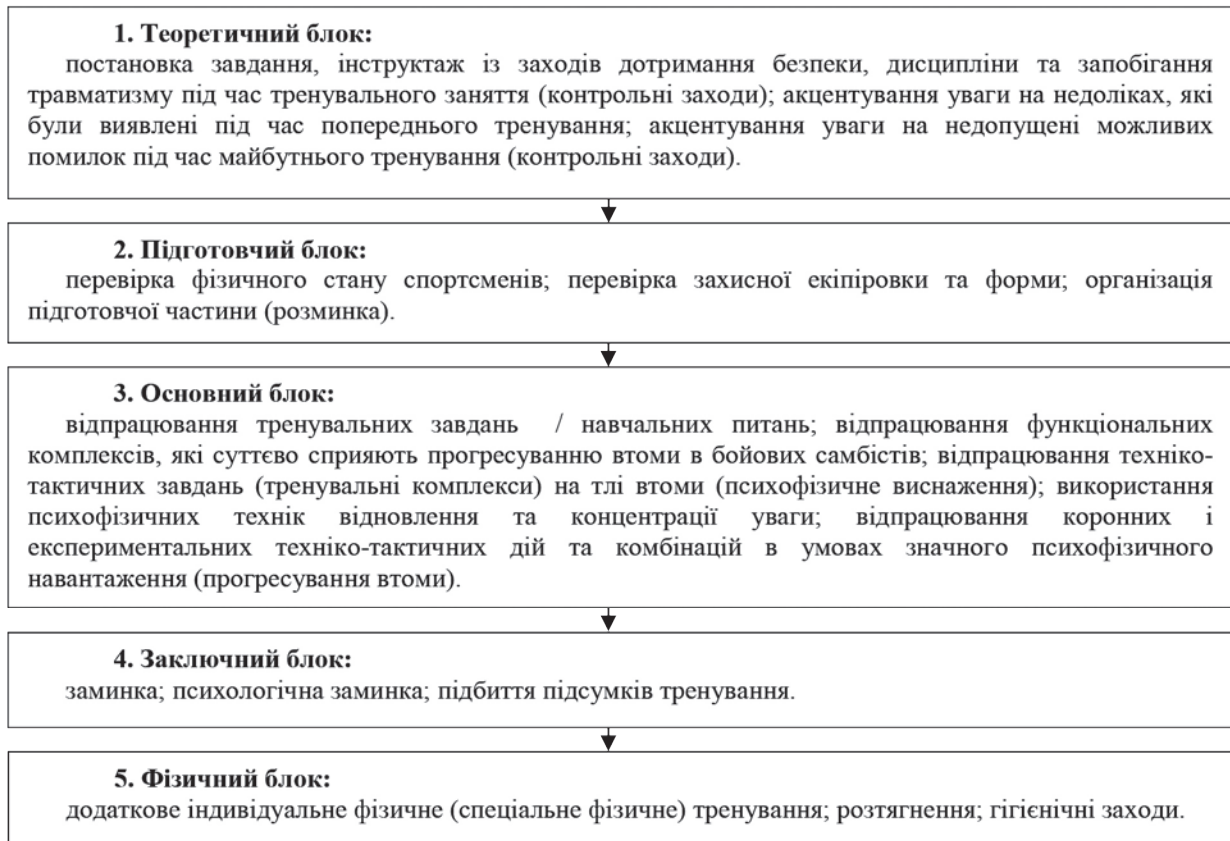 1. Теоретичний блок:
постановка завдання, інструктаж із заходів дотримання безпеки, дисципліни та запобігання
травматизму під час тренувального заняття (контрольні заходи); акцентування уваги на недоліках, які
були виявлені під час попереднього тренування; акцентування уваги на недопущені можливих
помилок під час майбутнього тренування (контрольні заходи).
2. Підготовчий блок:
перевірка фізичного стану спортсменів; перевірка захисної екіпіровки та форми; організація
підготовчої частини (розминка).
3. Основний блок:
відпрацювання тренувальних завдань / навчальних питань; відпрацювання функціональних
комплексів, які суттєво сприяють прогресуванню втоми в бойових самбістів; відпрацювання техніко-
тактичних завдань (тренувальні комплекси) на тлі втоми (психофізичне виснаження); використання
психофізичних технік відновлення та концентрації уваги; відпрацювання коронних і
експериментальних техніко-тактичних дій та комбінацій в умовах значного психофізичного
навантаження (прогресування втоми).
4. Заключний блок:
заминка; психологічна заминка; підбиття підсумків тренування.
5. Фізичний блок:
додаткове індивідуальне фізичне (спеціальне фізичне) тренування; розтягнення; гігієнічні заходи.